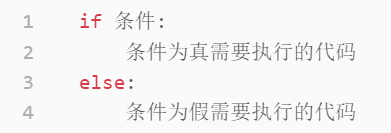 1 if 条件:
2 条件为真需要执行的代码
3 else:
4 条件为假需要执行的代码